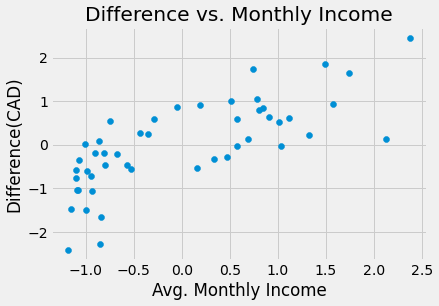 Difference vs. Monthly Income
2
1
0
−1
−2
Difference(CAD)
−1.0 −0.5 0.0 0.5 1.0 1.5 2.0 2.5
Avg. Monthly Income